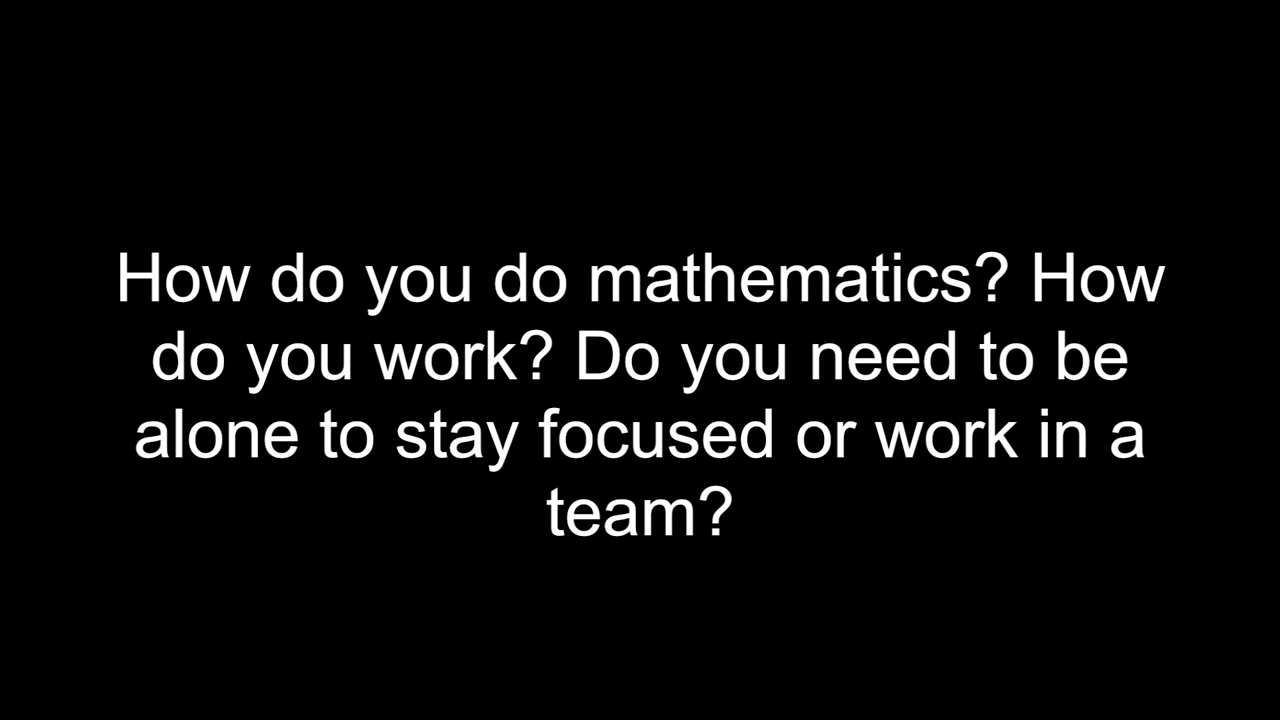 How do you do mathematics? How
do you work? Do you need to be
alone to stay focused or work in a
team?